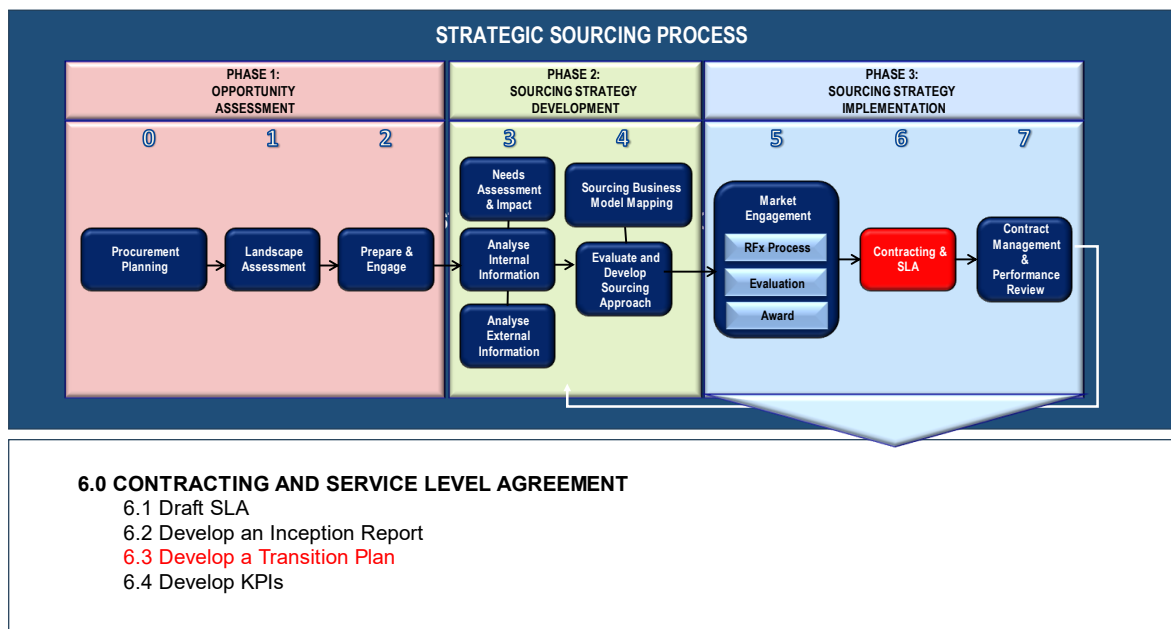 STRATEGIC SOURCING PROCESS
PHASE 1:
OPPORTUNITY
ASSESSMENT
PHASE 2:
SOURCING STRATEGY
DEVELOPMENT
PHASE 3:
SOURCING STRATEGY
IMPLEMENTATION
0
1
2
3
4
5
6
7
Procurement
Planning
Landscape
Assessment
Prepare &
Engage
Needs
Assessment
& Impact
Analyse
Internal
Information
Analyse
External
Information
Sourcing Business
Model Mapping
Evaluate and
Develop
Sourcing
Approach
Market
Engagement
RFx Process
Evaluation
Award
Contracting &
SLA
Contract
Management
&
Performance
Review
6.0 CONTRACTING AND SERVICE LEVEL AGREEMENT
6.1 Draft SLA
6.2 Develop an Inception Report
6.3 Develop a Transition Plan
6.4 Develop KPIs